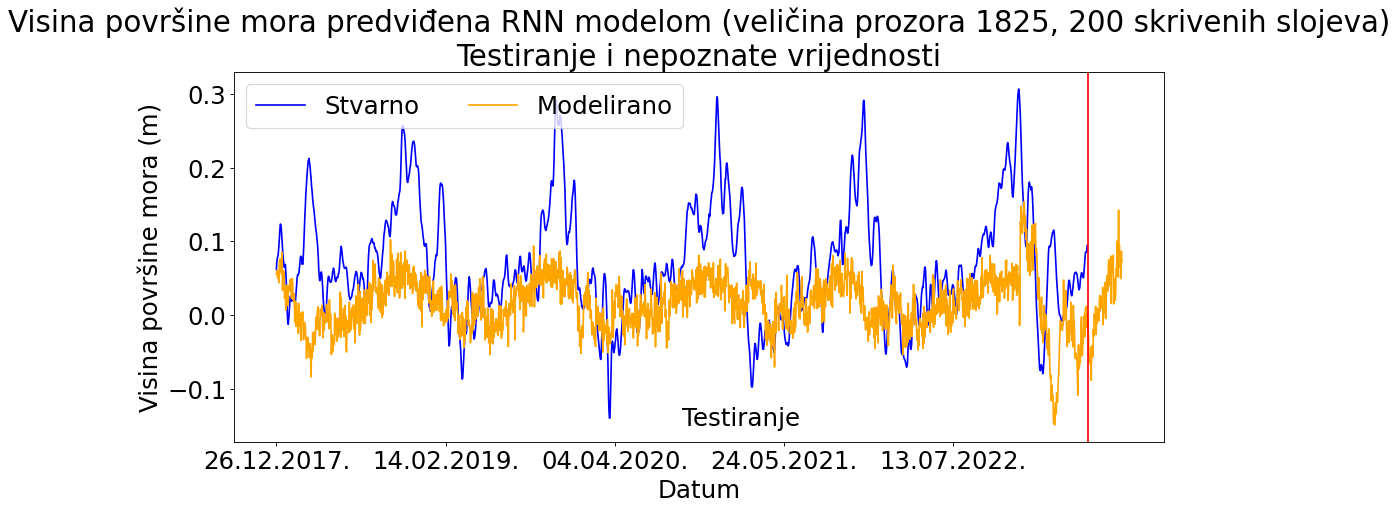 Visina površine mora predviđena RNN modelom (veličina prozora 1825, 200 skrivenih slojeva)
Testiranje i nepoznate vrijednosti
Stvarno
Modelirano
Visina površine mora (m)
0.3
0.2
0.1
0.0
−0.1
Testiranje
26.12.2017.
14.02.2019.
04.04.2020.
24.05.2021.
13.07.2022.
Datum